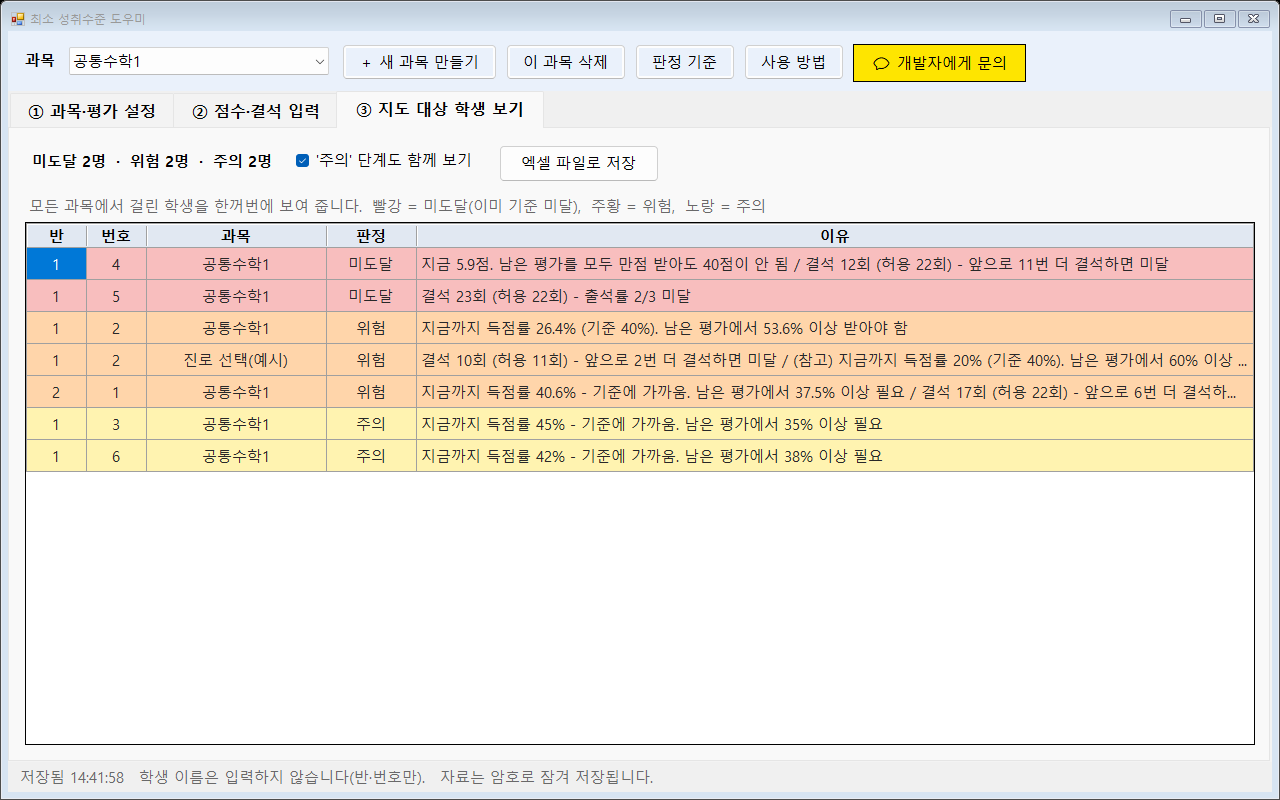 최소 성취수준 도우미
과목 공통수학1 + 새 과목 만들기 이 과목 삭제 판정 기준 사용 방법 개발자에게 문의
① 과목·평가 설정 ② 점수·결석 입력 ③ 지도 대상 학생 보기
미도달 2명 · 위험 2명 · 주의 2명 '주의' 단계도 함께 보기 엑셀 파일로 저장
모든 과목에서 걸린 학생을 한꺼번에 보여 줍니다. 빨강 = 미도달(이미 기준 미달), 주황 = 위험, 노랑 = 주의
반 번호 과목 판정 이유
1 4 공통수학1 미도달 지금 5.9점. 남은 평가를 모두 만점 받아도 40점이 안 됨 / 결석 12회 (허용 22회) - 앞으로 11번 더 결석하면 미달
1 5 공통수학1 미도달 결석 23회 (허용 22회) - 출석률 2/3 미달
1 2 공통수학1 위험 지금까지 득점률 26.4% (기준 40%). 남은 평가에서 53.6% 이상 받아야 함
1 2 진로 선택(예시) 위험 결석 10회 (허용 11회) - 앞으로 2번 더 결석하면 미달 / (참고) 지금까지 득점률 20% (기준 40%). 남은 평가에서 60% 이상 ...
2 1 공통수학1 위험 지금까지 득점률 40.6% - 기준에 가까움. 남은 평가에서 37.5% 이상 필요 / 결석 17회 (허용 22회) - 앞으로 6번 더 결석하...
1 3 공통수학1 주의 지금까지 득점률 45% - 기준에 가까움. 남은 평가에서 35% 이상 필요
1 6 공통수학1 주의 지금까지 득점률 42% - 기준에 가까움. 남은 평가에서 38% 이상 필요
저장됨 14:41:58 학생 이름은 입력하지 않습니다(반·번호만). 자료는 암호로 잠겨 저장됩니다.